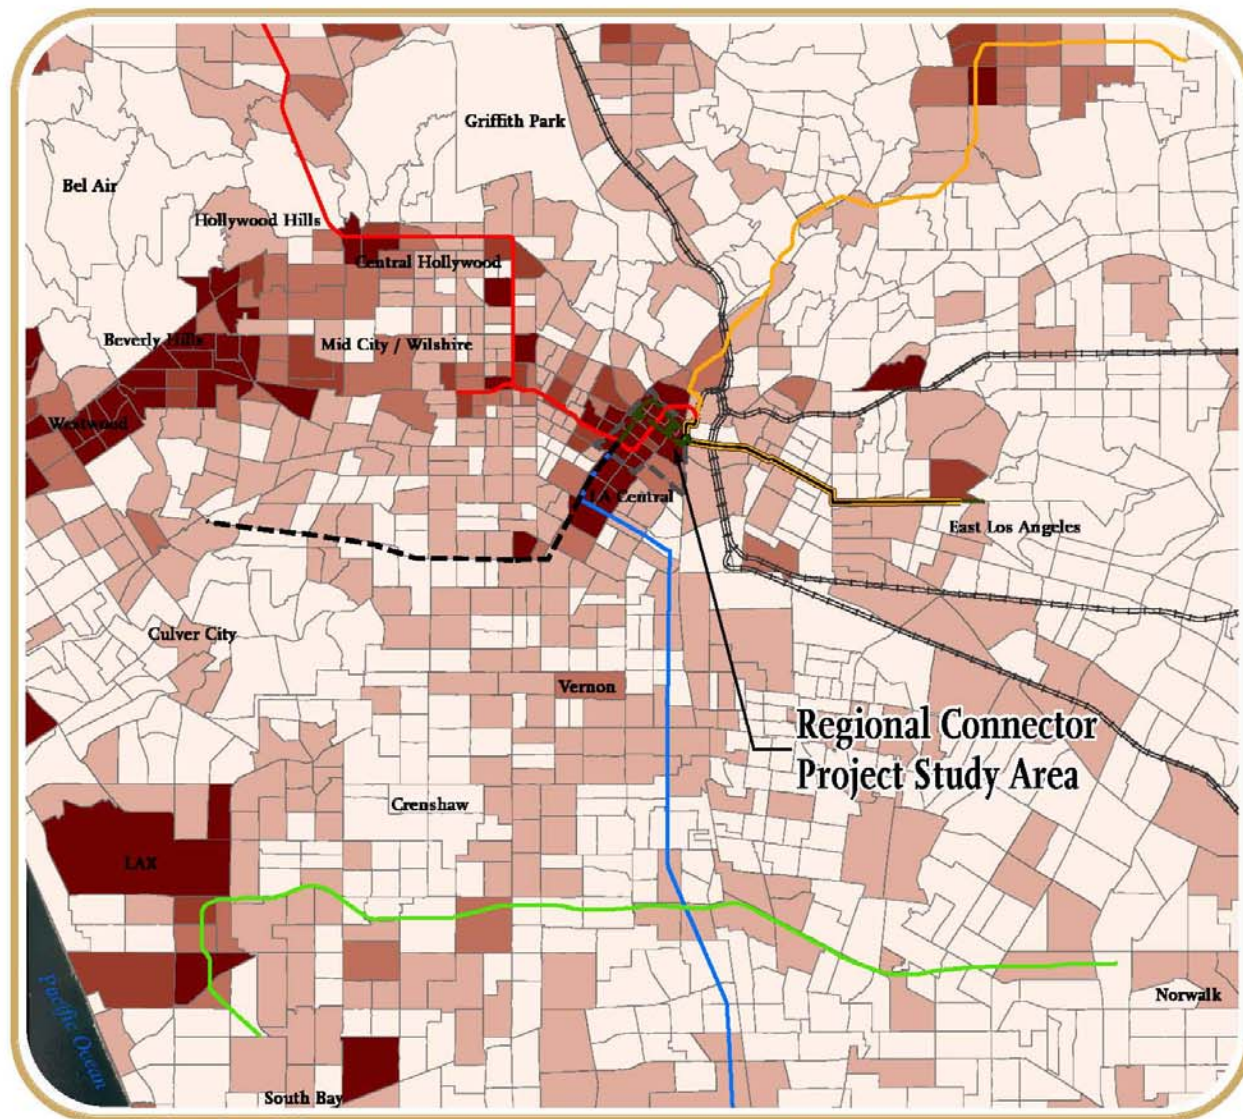 Griffith Park
Bel Air
Hollywood Hills
Central Hollywood
Beverly Hills
Mid City / Wilshire
Westwood
LA Central
East Los Angeles
Culver City
Vernon
Regional Connector
Project Study Area
Crenshaw
LAX
Pacific Ocean
Norwalk
South Bay